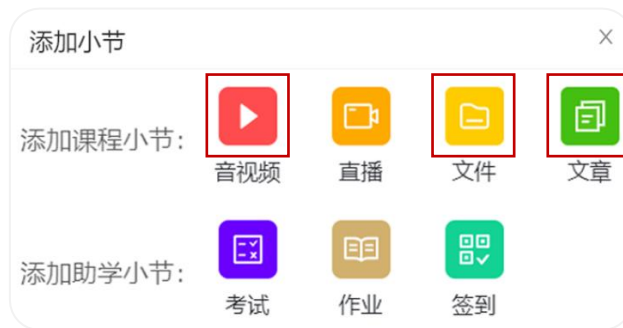 添加小节
添加课程小节:
音视频 直播 文件 文章
添加助学小节:
考试 作业 签到